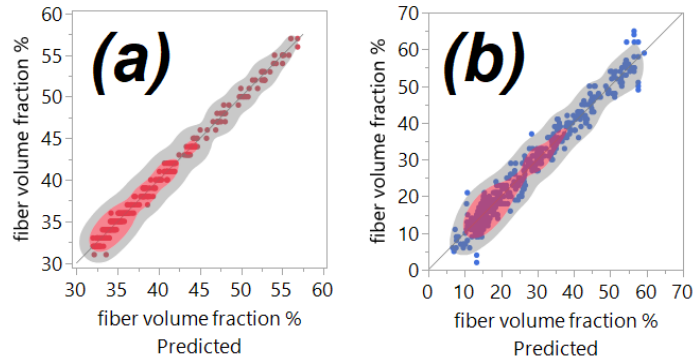 (a)
fiber volume fraction %
60
55
50
45
40
35
30
30 35 40 45 50 55 60
fiber volume fraction %
Predicted
(b)
fiber volume fraction %
70
60
50
40
30
20
10
0
0 10 20 30 40 50 60 70
fiber volume fraction %
Predicted